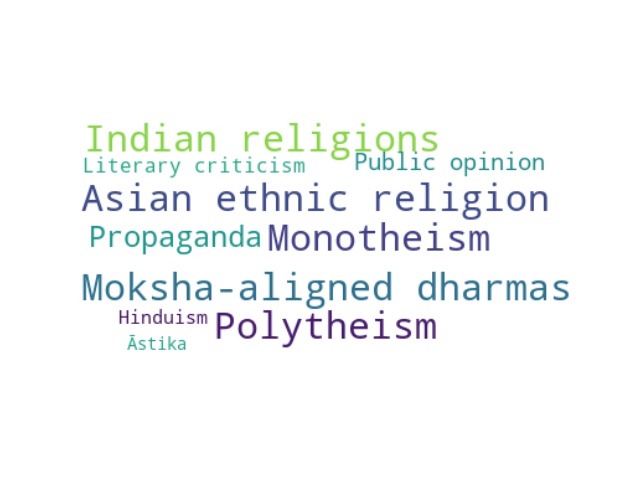 Indian religions
Literary criticism
Public opinion
Asian ethnic religion
Propaganda
Monotheism
Moksha-aligned dharmas
Hinduism
Polytheism
Āstika